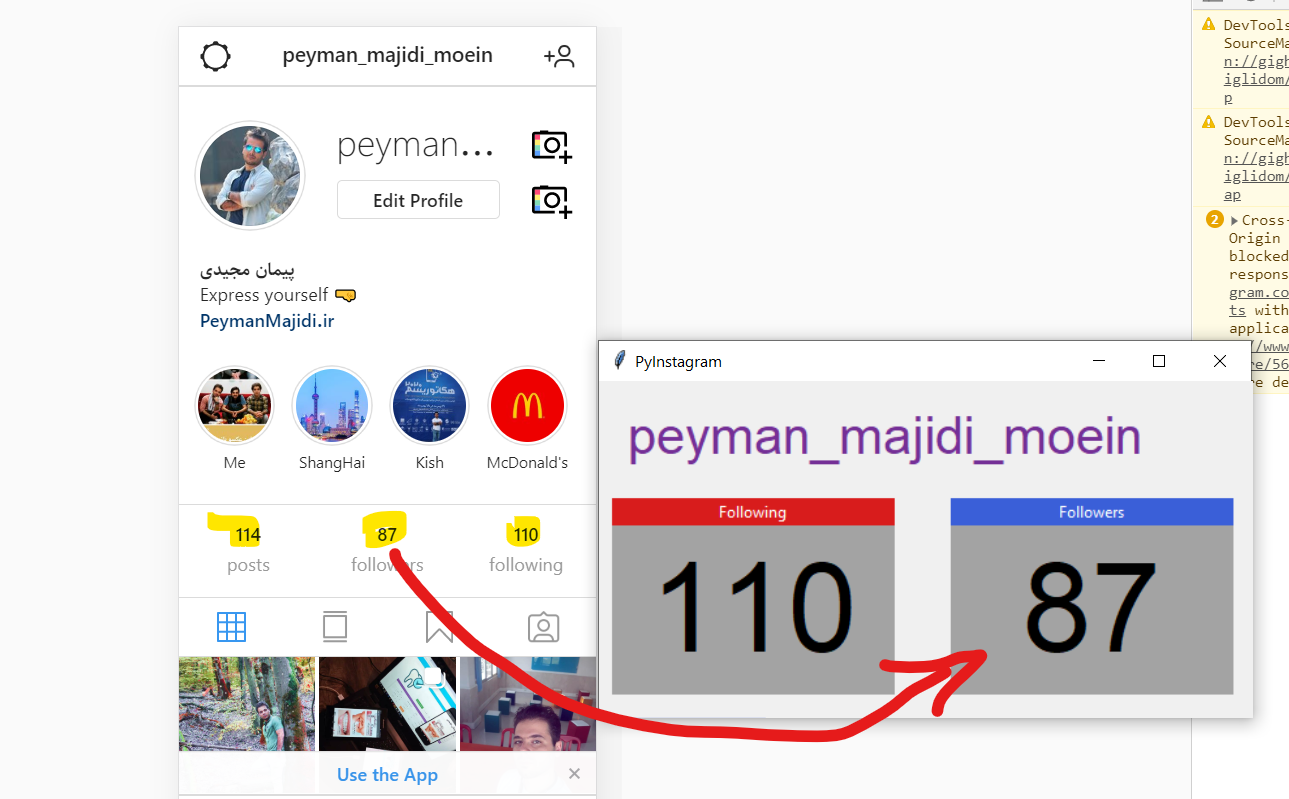 peyman_majidi_moein
peyman...
Edit Profile
پیمان مجیدی
Express yourself
PeymanMajidi.ir
Me
ShangHai
Kish
McDonald's
114
posts
87
followers
110
following
Use the App
PyInstagram
peyman_majidi_moein
Following
110
Followers
87
DevTools
SourceMa
n://gigh
iglidom/
p
DevTools
SourceMa
n://gigh
iglidom/
ap
2
Cross-
Origin
blocked
respons
gram.co
ts with
applica
//www
re/56
re de